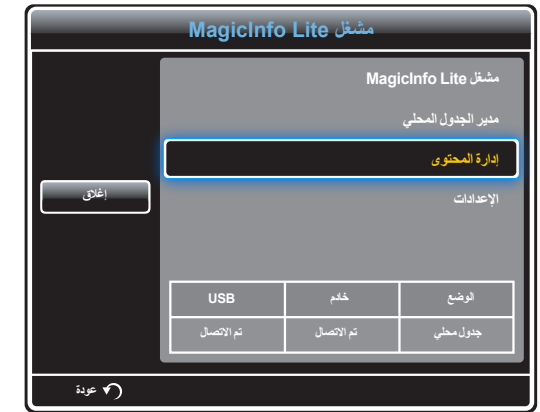 مشغل MagicInfo Lite
مشغل MagicInfo Lite
مدير الجدول المحلي
إدارة المحتوى
الإعدادات
إغلاق
الوضع خادم USB
جدول محلي تم الاتصال تم الاتصال
عودة